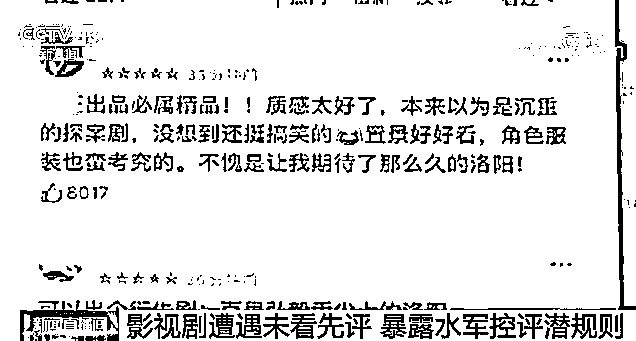 CCTV 13
新闻
☆☆☆☆☆ 35分钟前
出品必属精品！！质感太好了，本来以为是沉重
的探案剧，没想到还挺搞笑的 置景好好看，角色服
装也蛮考究的。不愧是让我期待了那么久的洛阳！
8017
☆☆☆☆☆
新闻直播间 影视剧遭遇未看先评 暴露水军控评潜规则